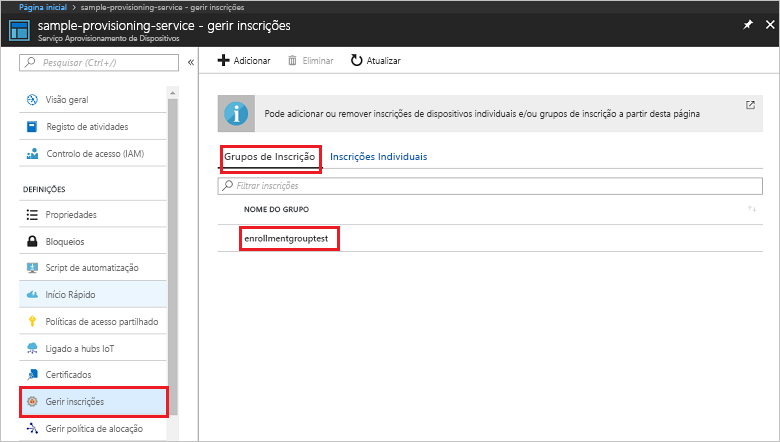 Página inicial > sample-provisioning-service - gerir inscrições
sample-provisioning-service - gerir inscrições
Serviço Aprovisionamento de Dispositivos
Pesquisar (Ctrl+/)
Visão geral
Registo de atividades
Controlo de acesso (IAM)
DEFINIÇÕES
Propriedades
Bloqueios
Script de automatização
Início Rápido
Políticas de acesso partilhado
Ligado a hubs IoT
Certificados
Gerir inscrições
Gerir política de alocação
Adicionar Eliminar Atualizar
Pode adicionar ou remover inscrições de dispositivos individuais e/ou grupos de inscrição a partir desta página
Grupos de Inscrição Inscrições Individuais
Filtrar inscrições
NOME DO GRUPO
enrollmentgrouptest